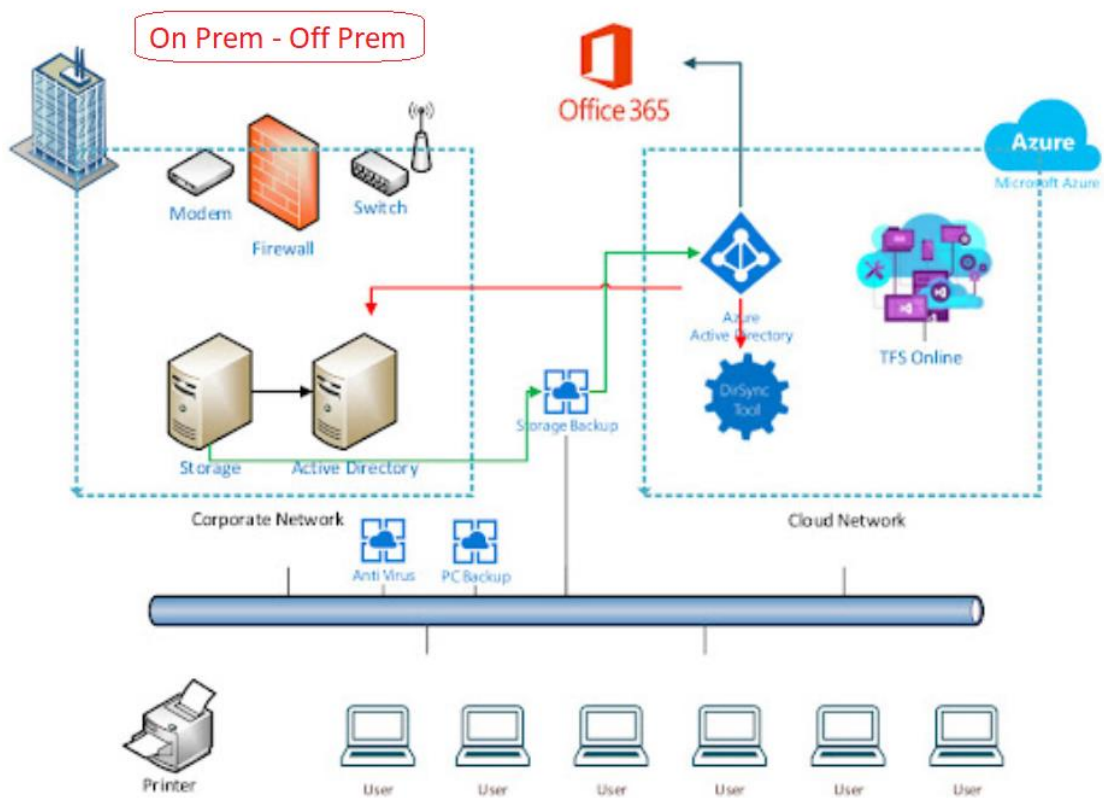 On Prem - Off Prem
Office 365
Azure
Microsoft Azure
Modem
Switch
Firewall
Azure
Active Directory
TFS Online
DirSync
Tool
Storage Backup
Storage
Active Directory
Corporate Network
Cloud Network
Anti Virus
PC Backup
Printer
User
User
User
User
User
User